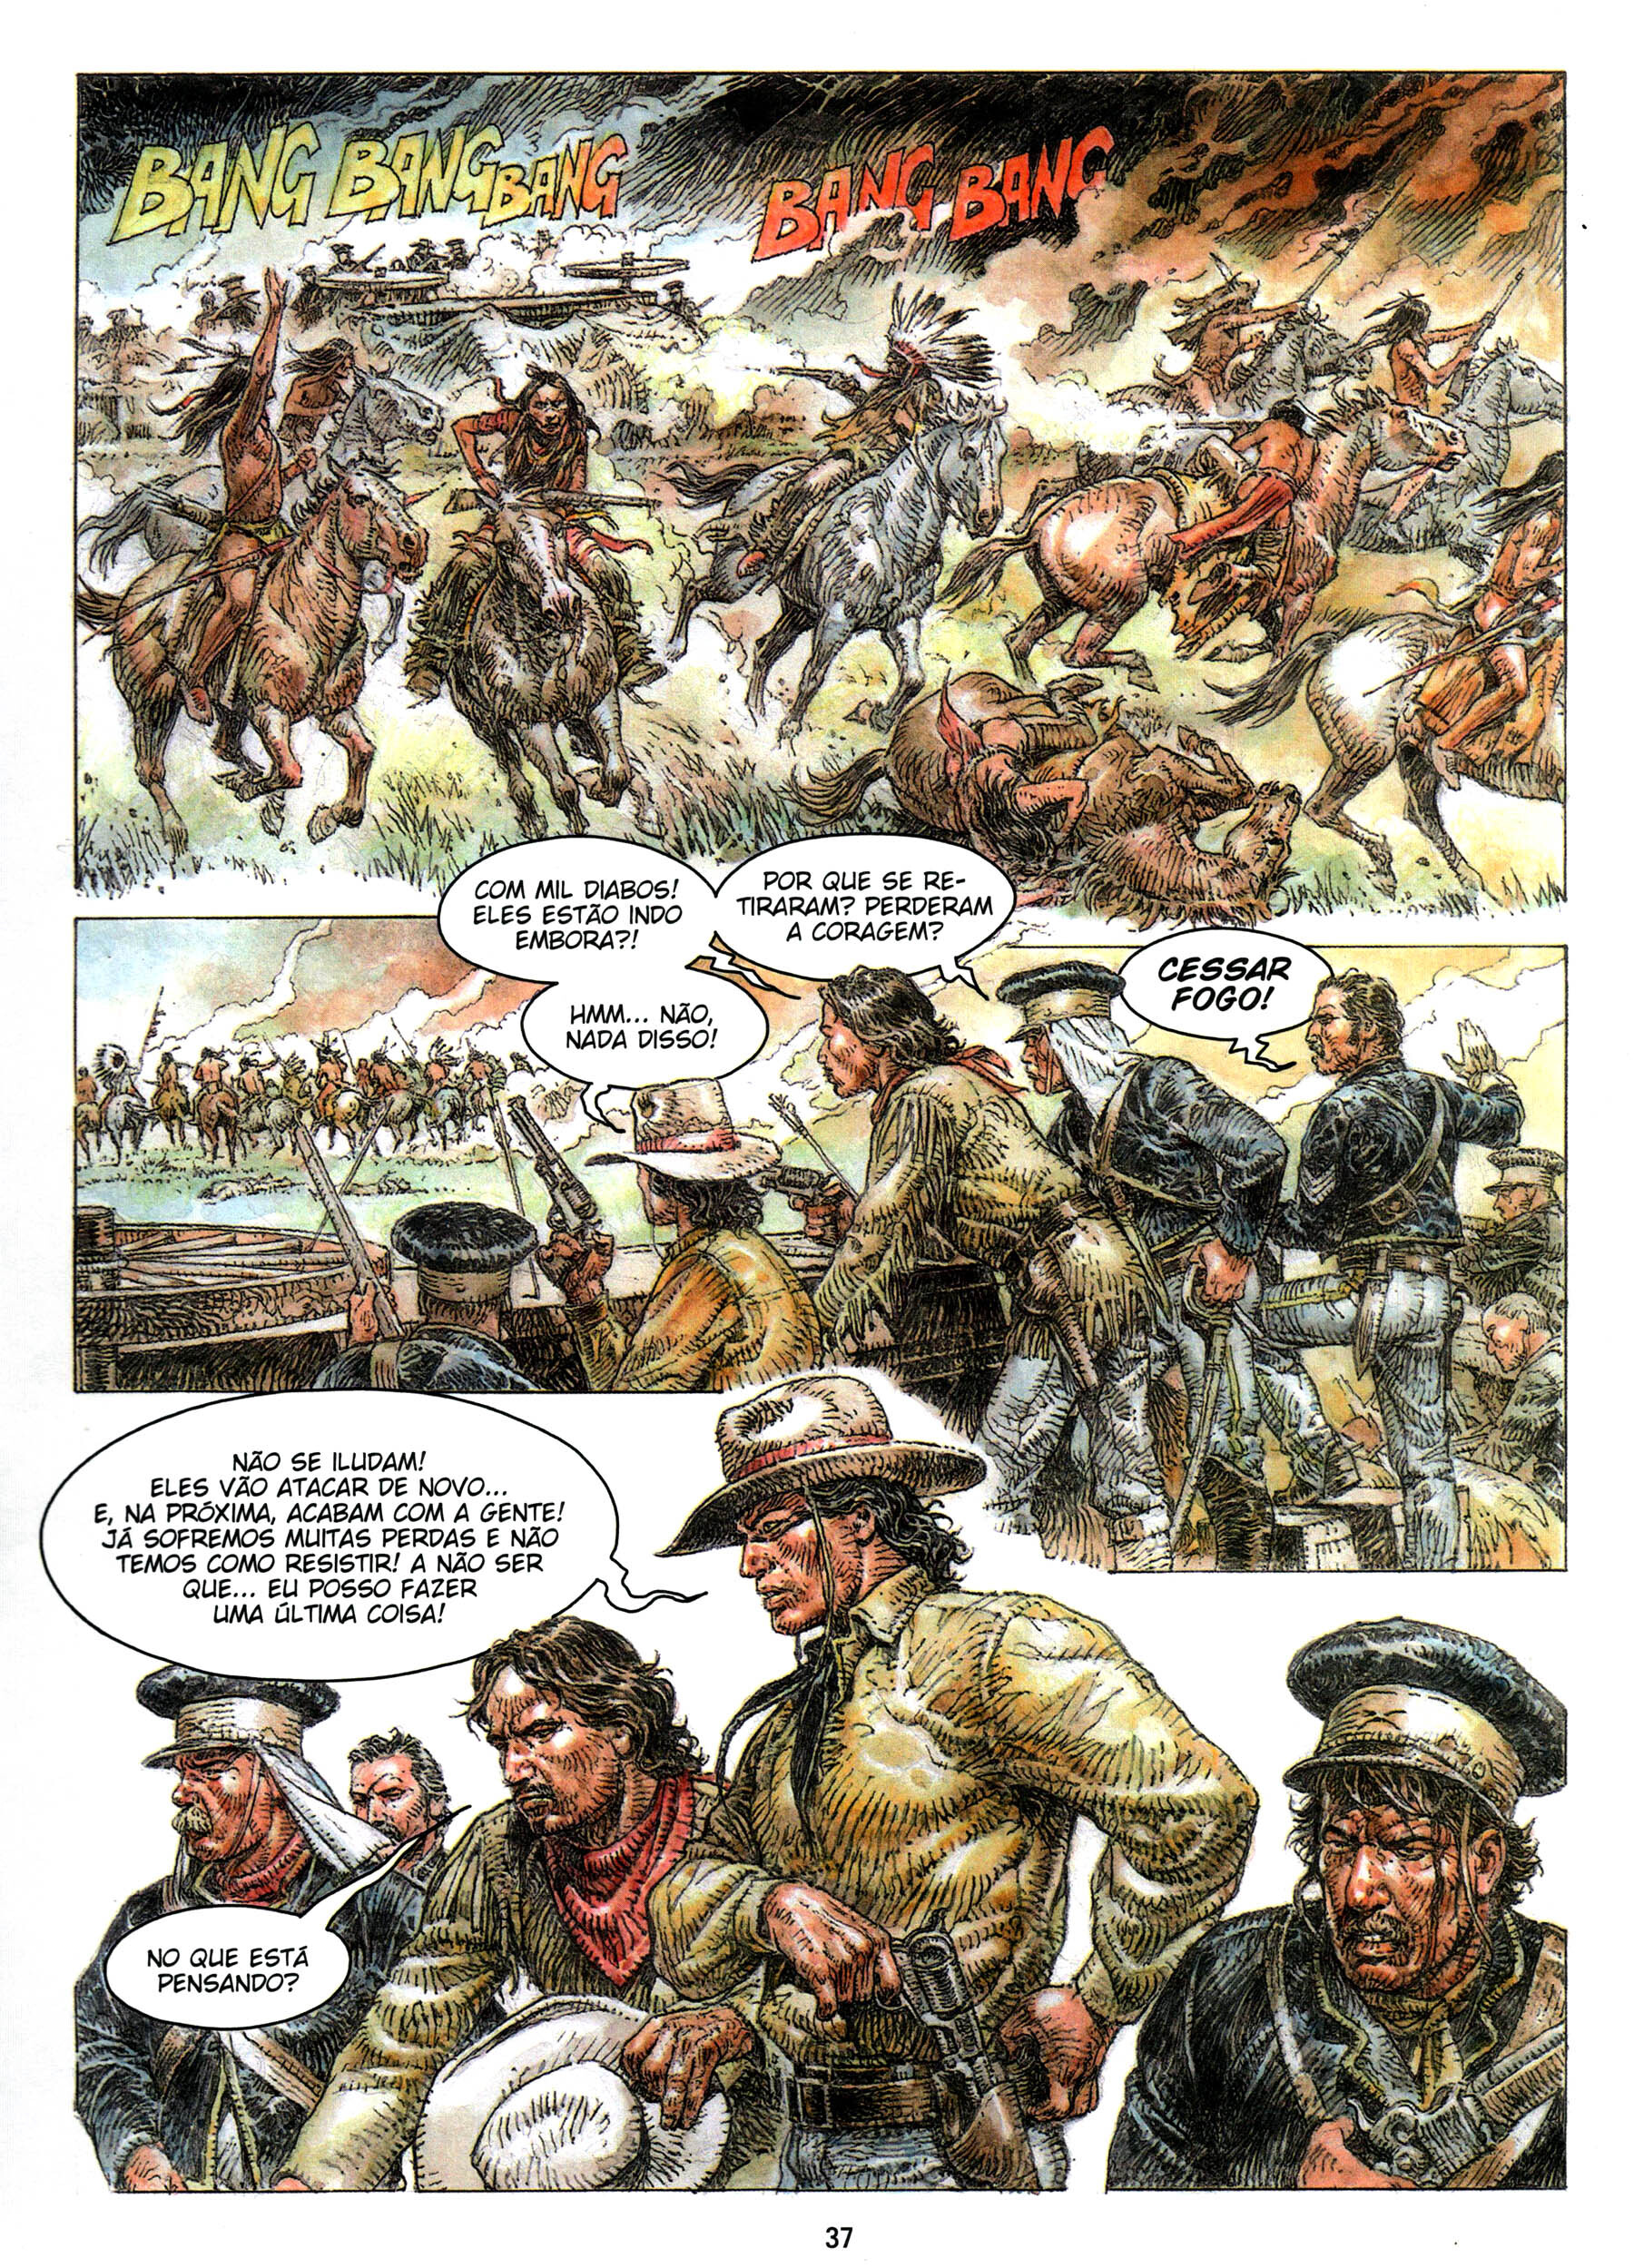 BANG BANG BANG
BANG BANG
COM MIL DIABOS!
ELES ESTÃO INDO
EMBORA?!
POR QUE SE RE-
TIRARAM? PERDERAM
A CORAGEM?
HMM... NÃO,
NADA DISSO!
CESSAR
FOGO!
NÃO SE ILUDAM!
ELES VÃO ATACAR DE NOVO...
E, NA PRÓXIMA, ACABAM COM A GENTE!
JÁ SOFREMOS MUITAS PERDAS E NÃO
TEMOS COMO RESISTIR! A NÃO SER
QUE... EU POSSO FAZER
UMA ÚLTIMA COISA!
NO QUE ESTÁ
PENSANDO?
37